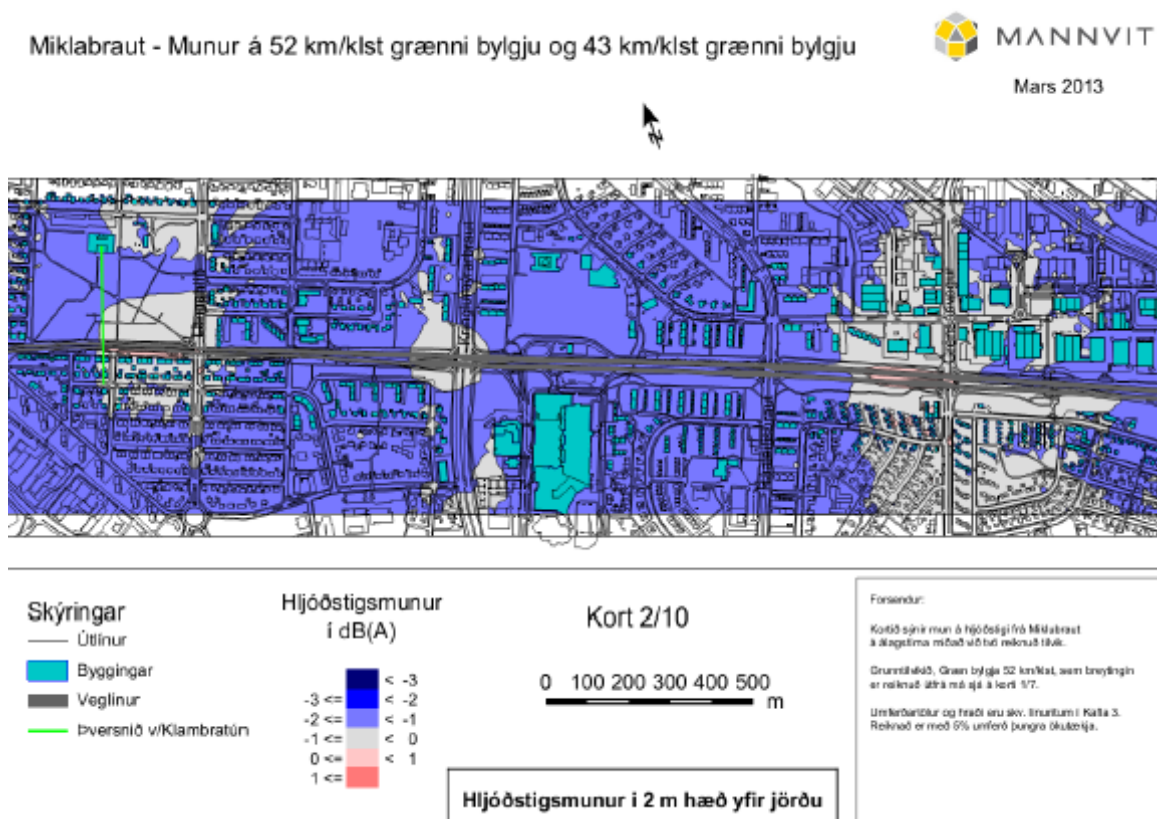 Miklabraut - Munur á 52 km/klst grænni bylgju og 43 km/klst grænni bylgju
MANNVIT
Mars 2013
Skýringar
Útlínur
Byggingar
Veglínur
Þversnið v/Klambratún
Hljóðstigsmunur
í dB(A)
< -3
-3 <= < -2
-2 <= < -1
-1 <= < 0
0 <= < 1
1 <=
Kort 2/10
0 100 200 300 400 500
m
Hljóðstigsmunur í 2 m hæð yfir jörðu
Forsendur:
Kortið sýnir mun á hljóðstigi frá Miklubraut
á álagstíma miðað við tvö reiknuð tilvik.
Grunntilvikið, Græn bylgja 52 km/klst, sem breytingin
er reiknuð útfrá má sjá á korti 1/7.
Umferðartölur og hraði eru skv. línuritum í Kafla 3.
Reiknað er með 5% umferð þungra ökutækja.